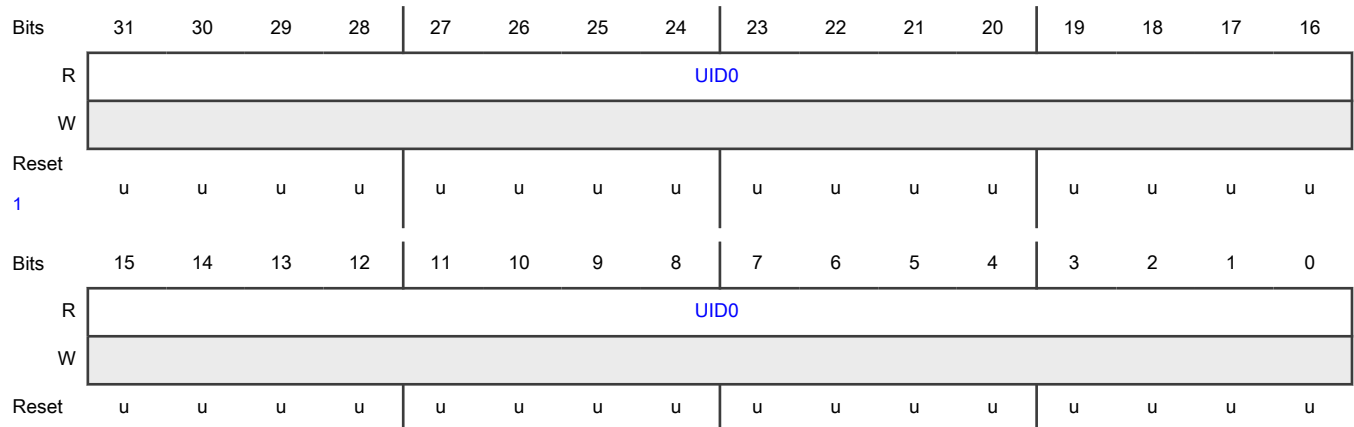 Bits 31 30 29 28 27 26 25 24 23 22 21 20 19 18 17 16
R UID0
W
Reset
u u u u u u u u u u u u u u u u
1
Bits 15 14 13 12 11 10 9 8 7 6 5 4 3 2 1 0
R UID0
W
Reset u u u u u u u u u u u u u u u u